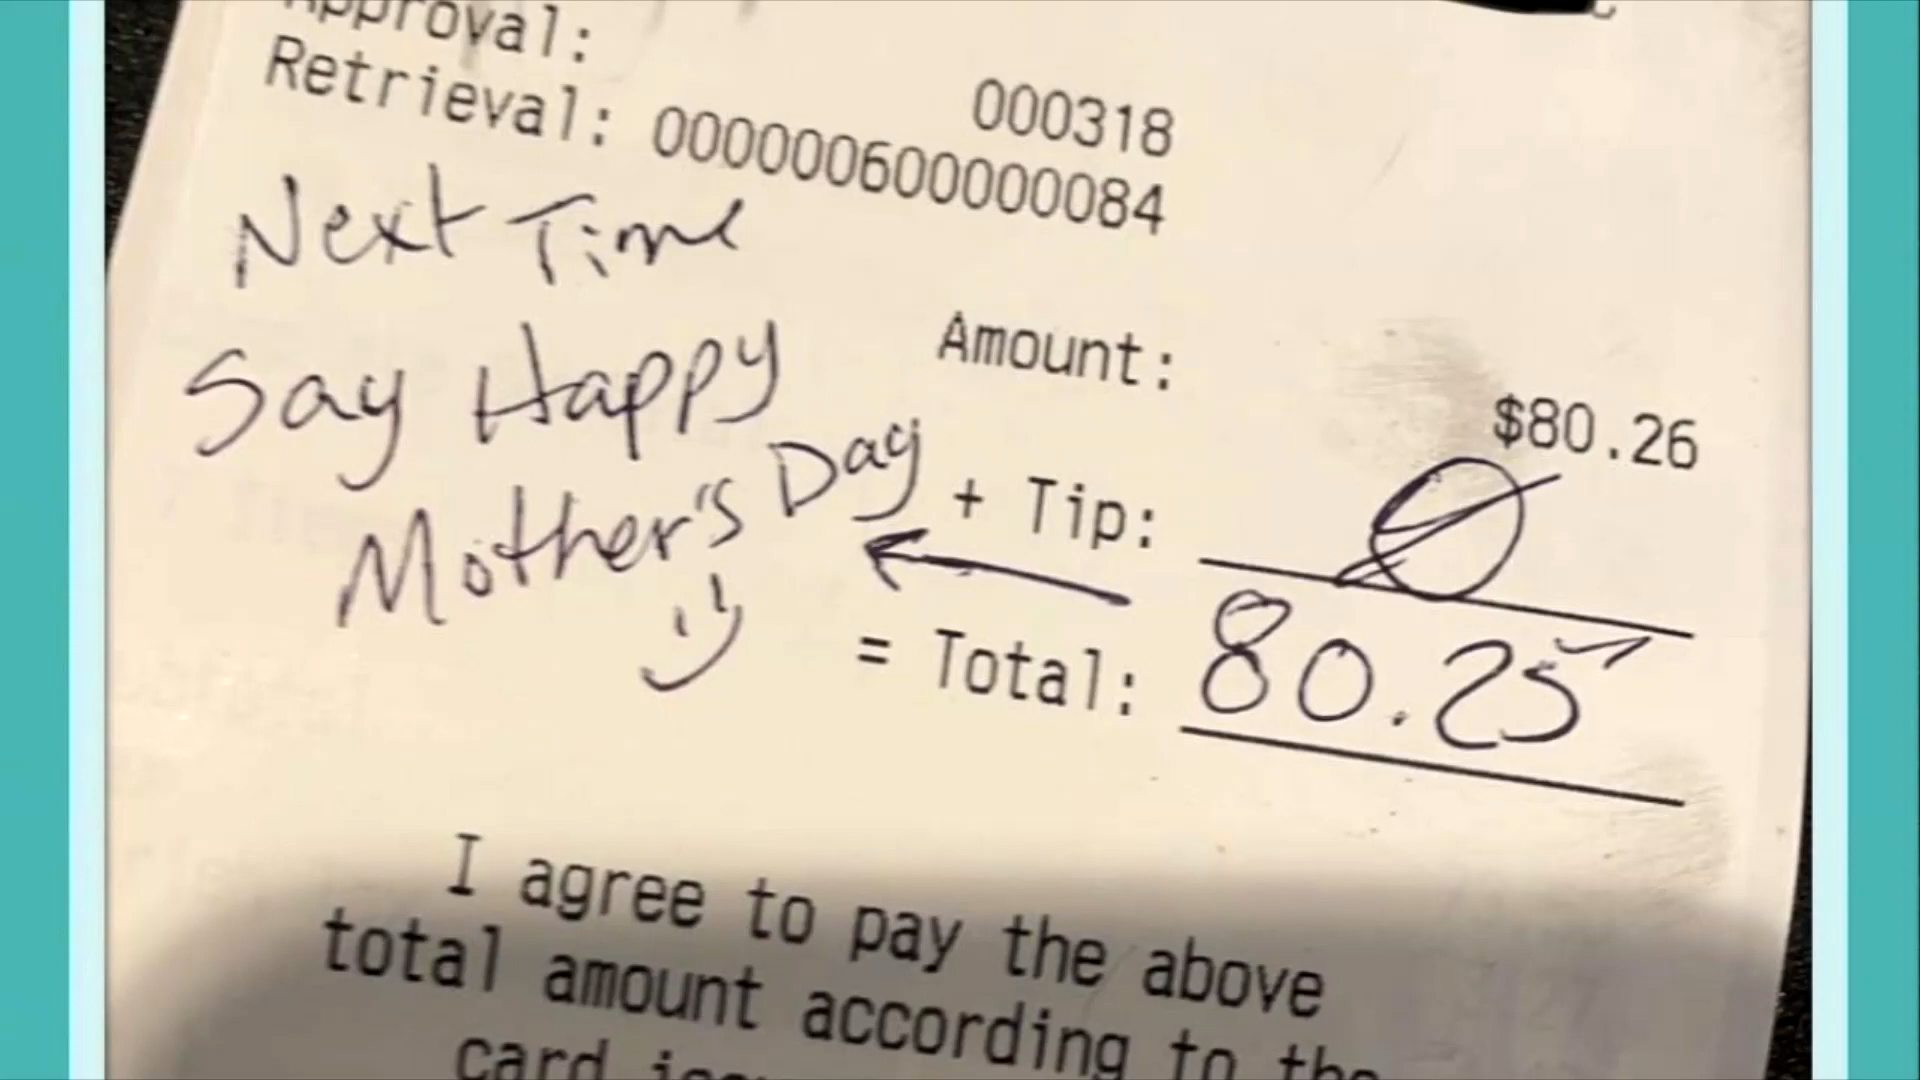 Approval:
000318
Retrieval: 000000600000084
Next Time
Say Happy
Mother's Day
:)
Amount:
$80.26
+ Tip: Ø
= Total: 80.25
I agree to pay the above
total amount according to the
card